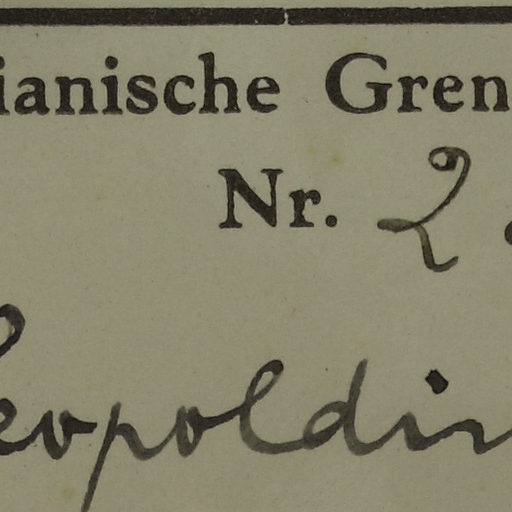 ianische Gren
Nr. 2
eopoldin